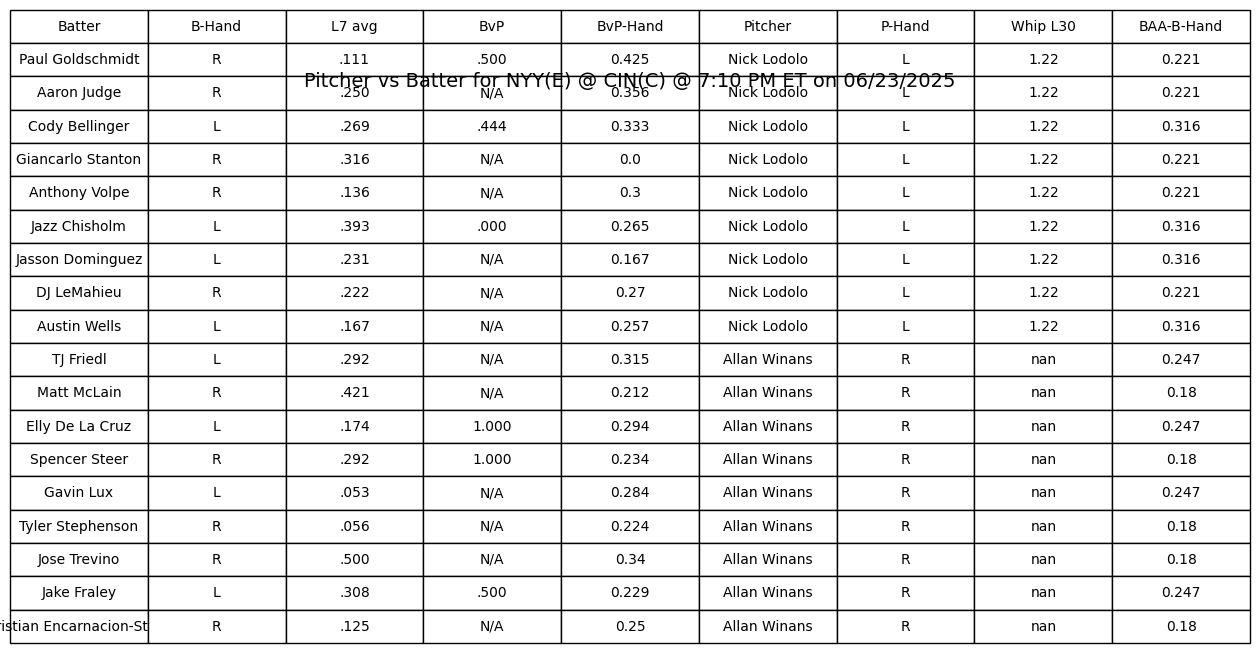 Batter B-Hand L7 avg BvP BvP-Hand Pitcher P-Hand Whip L30 BAA-B-Hand
Paul Goldschmidt R .111 .500 0.425 Nick Lodolo L 1.22 0.221
Pitcher vs Batter for NYY(E) @ CIN(C) @ 7:10 PM ET on 06/23/2025
Aaron Judge R .250 N/A 0.356 Nick Lodolo L 1.22 0.221
Cody Bellinger L .269 .444 0.333 Nick Lodolo L 1.22 0.316
Giancarlo Stanton R .316 N/A 0.0 Nick Lodolo L 1.22 0.221
Anthony Volpe R .136 N/A 0.3 Nick Lodolo L 1.22 0.221
Jazz Chisholm L .393 .000 0.265 Nick Lodolo L 1.22 0.316
Jasson Dominguez L .231 N/A 0.167 Nick Lodolo L 1.22 0.316
DJ LeMahieu R .222 N/A 0.27 Nick Lodolo L 1.22 0.221
Austin Wells L .167 N/A 0.257 Nick Lodolo L 1.22 0.316
TJ Friedl L .292 N/A 0.315 Allan Winans R nan 0.247
Matt McLain R .421 N/A 0.212 Allan Winans R nan 0.18
Elly De La Cruz L .174 1.000 0.294 Allan Winans R nan 0.247
Spencer Steer R .292 1.000 0.234 Allan Winans R nan 0.18
Gavin Lux L .053 N/A 0.284 Allan Winans R nan 0.247
Tyler Stephenson R .056 N/A 0.224 Allan Winans R nan 0.18
Jose Trevino R .500 N/A 0.34 Allan Winans R nan 0.18
Jake Fraley L .308 .500 0.229 Allan Winans R nan 0.247
istian Encarnacion-St R .125 N/A 0.25 Allan Winans R nan 0.18